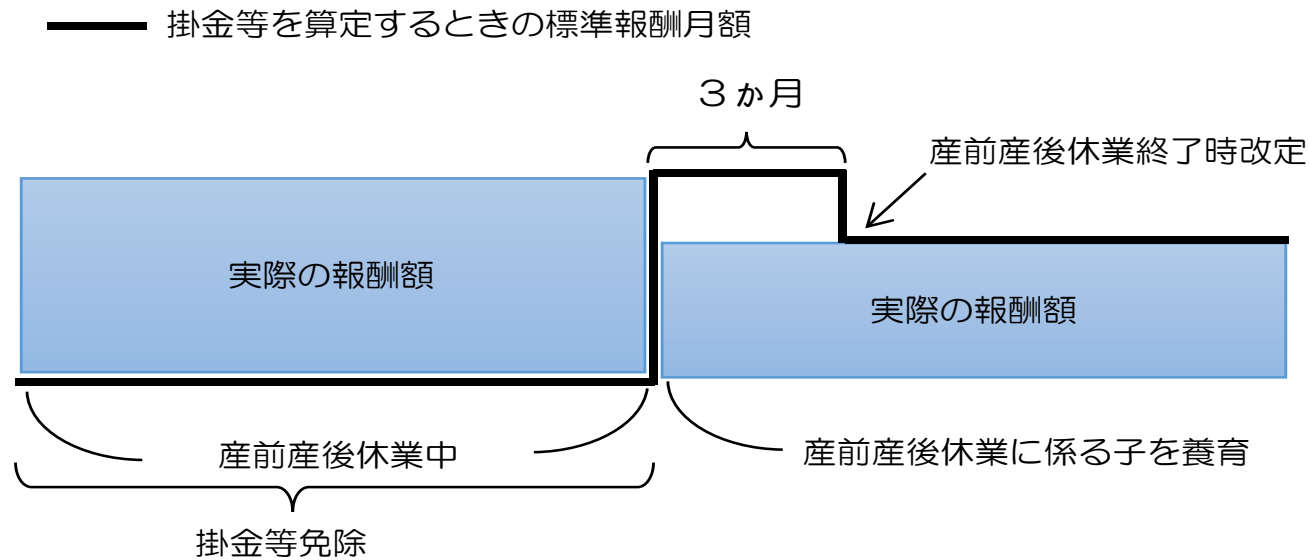 掛金等を算定するときの標準報酬月額
３か月
産前産後休業終了時改定
実際の報酬額
実際の報酬額
産前産後休業中
産前産後休業に係る子を養育
掛金等免除